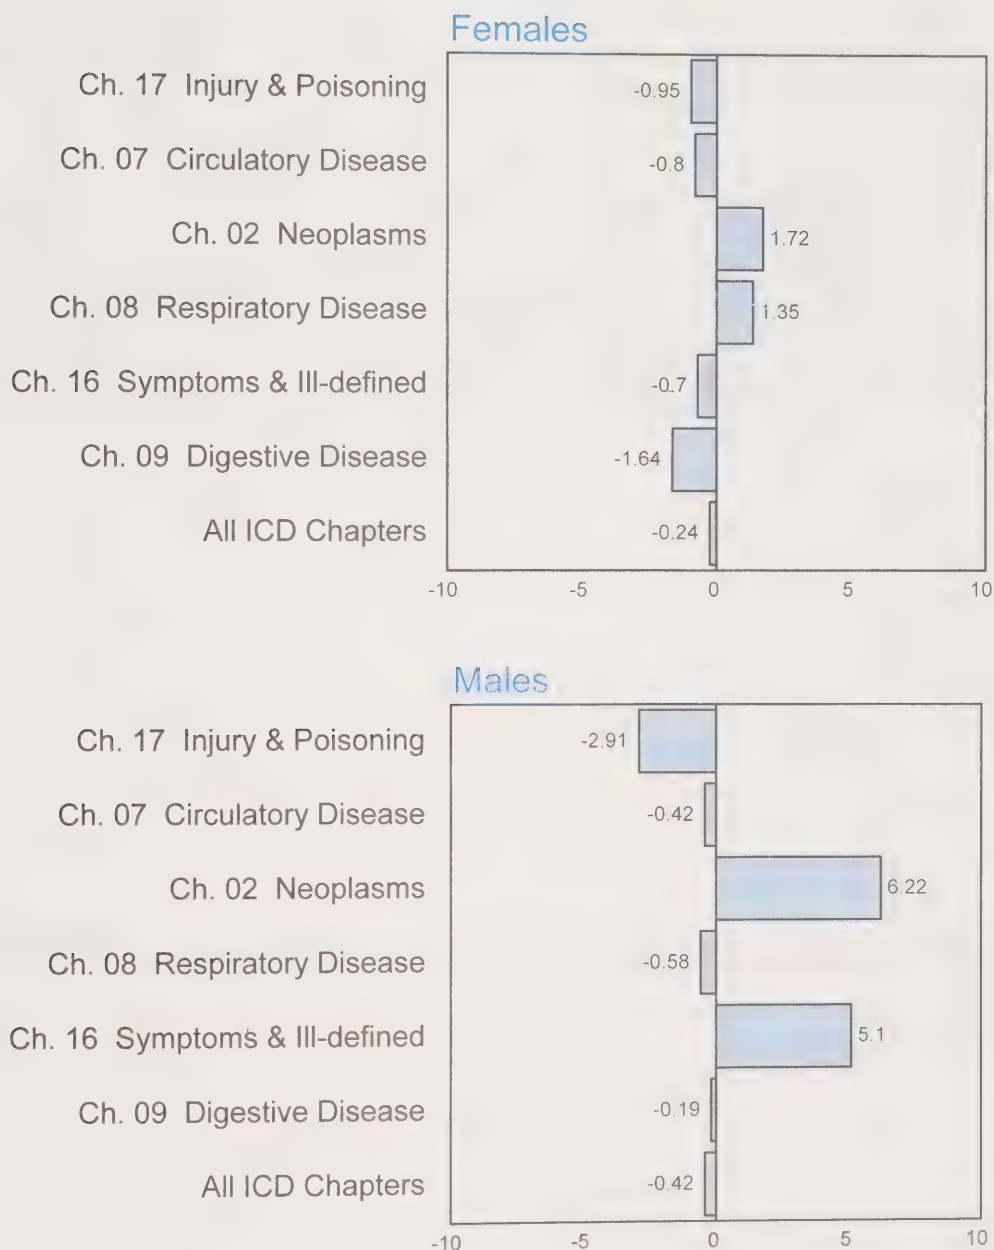 Females
Ch. 17 Injury & Poisoning -0.95
Ch. 07 Circulatory Disease -0.8
Ch. 02 Neoplasms 1.72
Ch. 08 Respiratory Disease 1.35
Ch. 16 Symptoms & Ill-defined -0.7
Ch. 09 Digestive Disease -1.64
All ICD Chapters -0.24
-10 -5 0 5 10
Males
Ch. 17 Injury & Poisoning -2.91
Ch. 07 Circulatory Disease -0.42
Ch. 02 Neoplasms 6.22
Ch. 08 Respiratory Disease -0.58
Ch. 16 Symptoms & Ill-defined 5.1
Ch. 09 Digestive Disease -0.19
All ICD Chapters -0.42
-10 -5 0 5 10